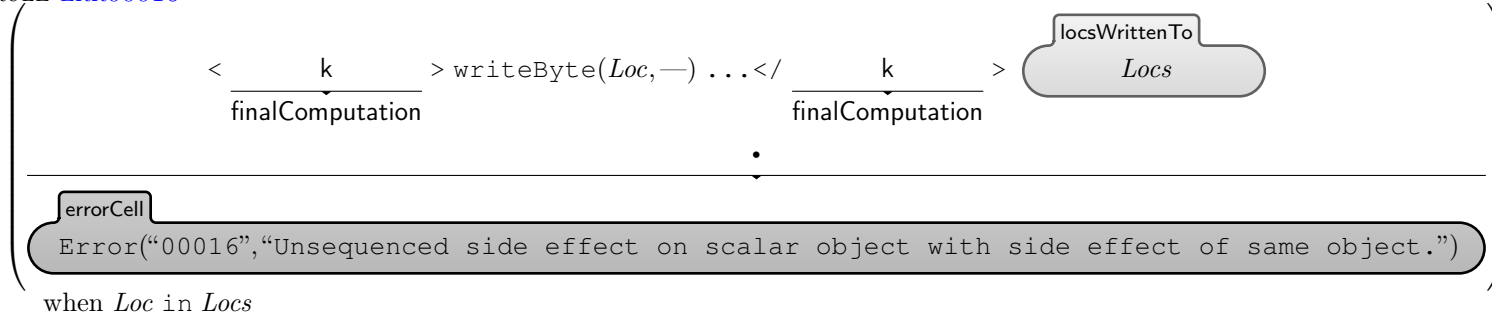 locsWrittenTo
< k > writeByte(Loc,—) ...</ k > Locs
finalComputation finalComputation
•
errorCell
Error(“00016”,“Unsequenced side effect on scalar object with side effect of same object.”)
when Loc in Locs